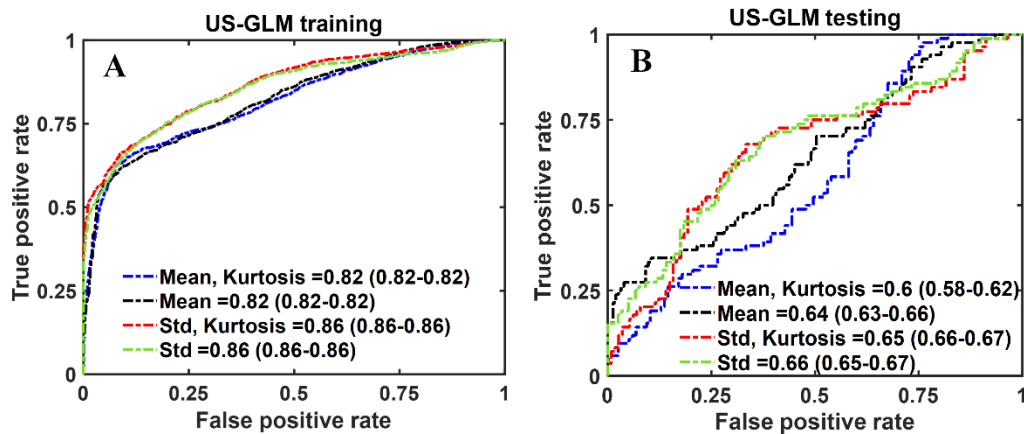 US-GLM training
A
True positive rate
1
0.75
0.5
0.25
0
Mean, Kurtosis =0.82 (0.82-0.82)
Mean =0.82 (0.82-0.82)
Std, Kurtosis =0.86 (0.86-0.86)
Std =0.86 (0.86-0.86)
0 0.25 0.5 0.75 1
False positive rate
US-GLM testing
B
True positive rate
1
0.75
0.5
0.25
0
Mean, Kurtosis =0.6 (0.58-0.62)
Mean =0.64 (0.63-0.66)
Std, Kurtosis =0.65 (0.66-0.67)
Std =0.66 (0.65-0.67)
0 0.25 0.5 0.75 1
False positive rate